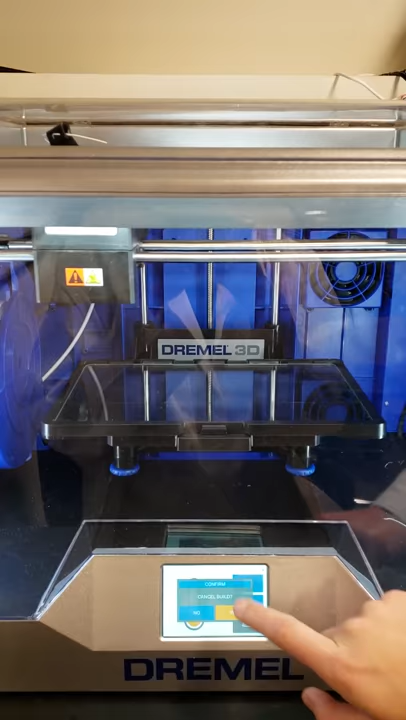 DREMEL 3D
CONFIRM
CANCEL BUILD?
NO
DREMEL